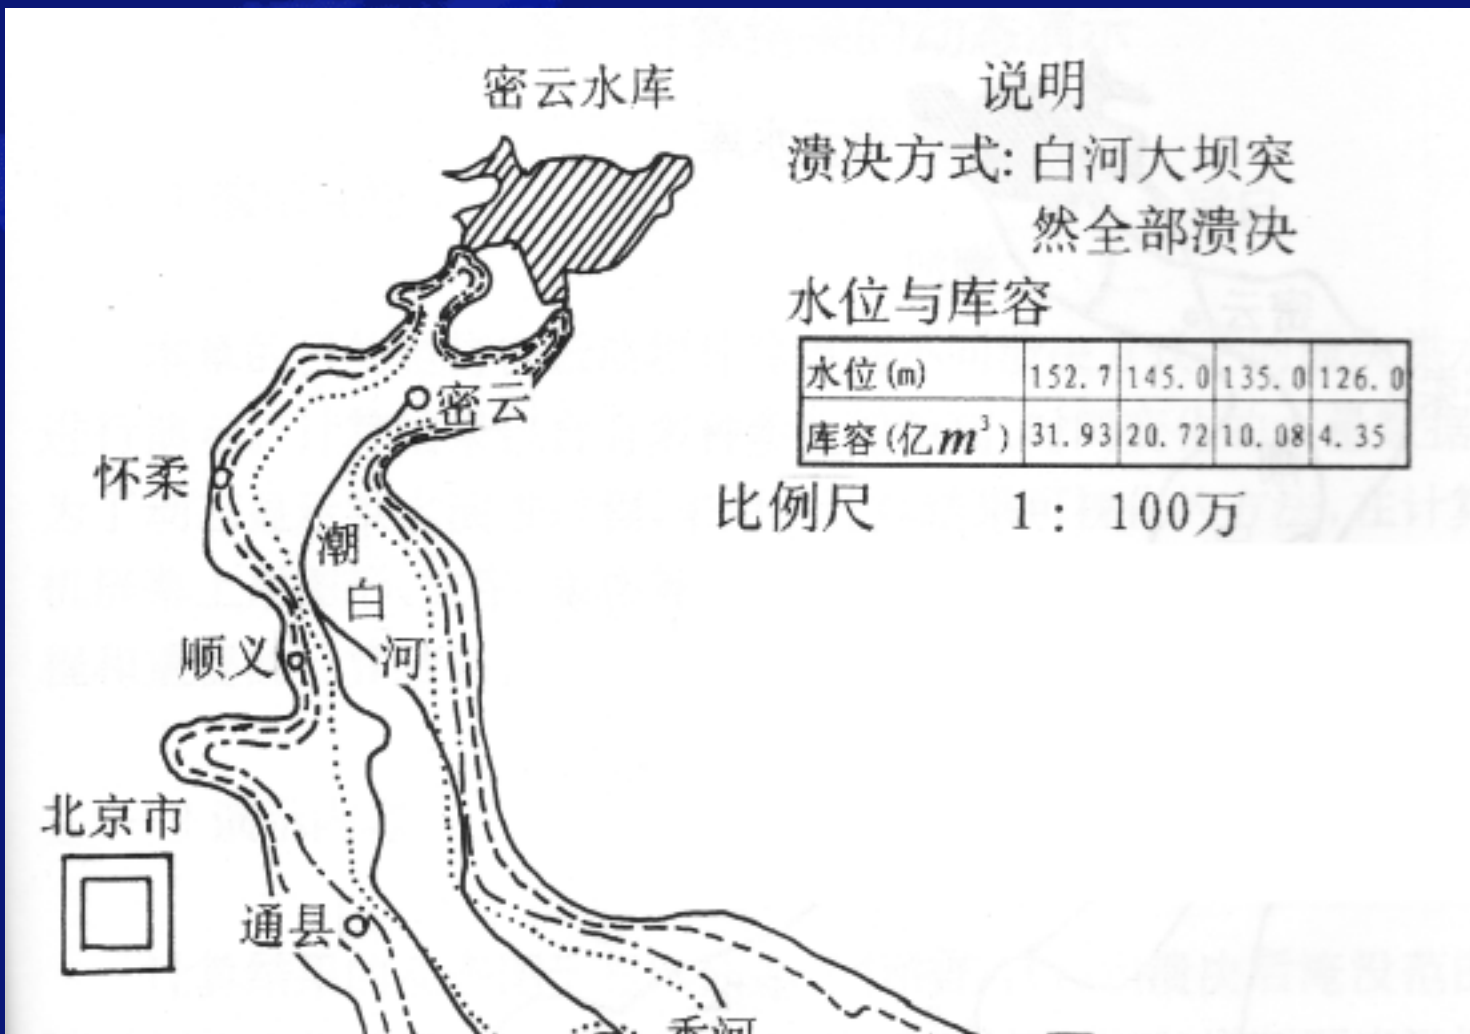 密云水库
说明
溃决方式: 白河大坝突
然全部溃决
水位与库容
水位(m) 152.7 145.0 135.0 126.0
库容(亿m³) 31.93 20.72 10.08 4.35
比例尺 1: 100万
密云
怀柔
潮
白
河
顺义
北京市
通县
香河